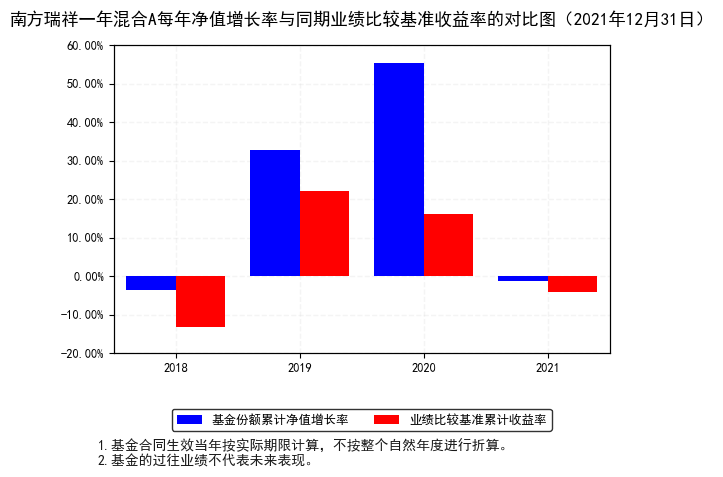 南方瑞祥一年混合A每年净值增长率与同期业绩比较基准收益率的对比图（2021年12月31日）
60.00%
50.00%
40.00%
30.00%
20.00%
10.00%
0.00%
-10.00%
-20.00%
2018 2019 2020 2021
基金份额累计净值增长率 业绩比较基准累计收益率
1.基金合同生效当年按实际期限计算，不按整个自然年度进行折算。
2.基金的过往业绩不代表未来表现。